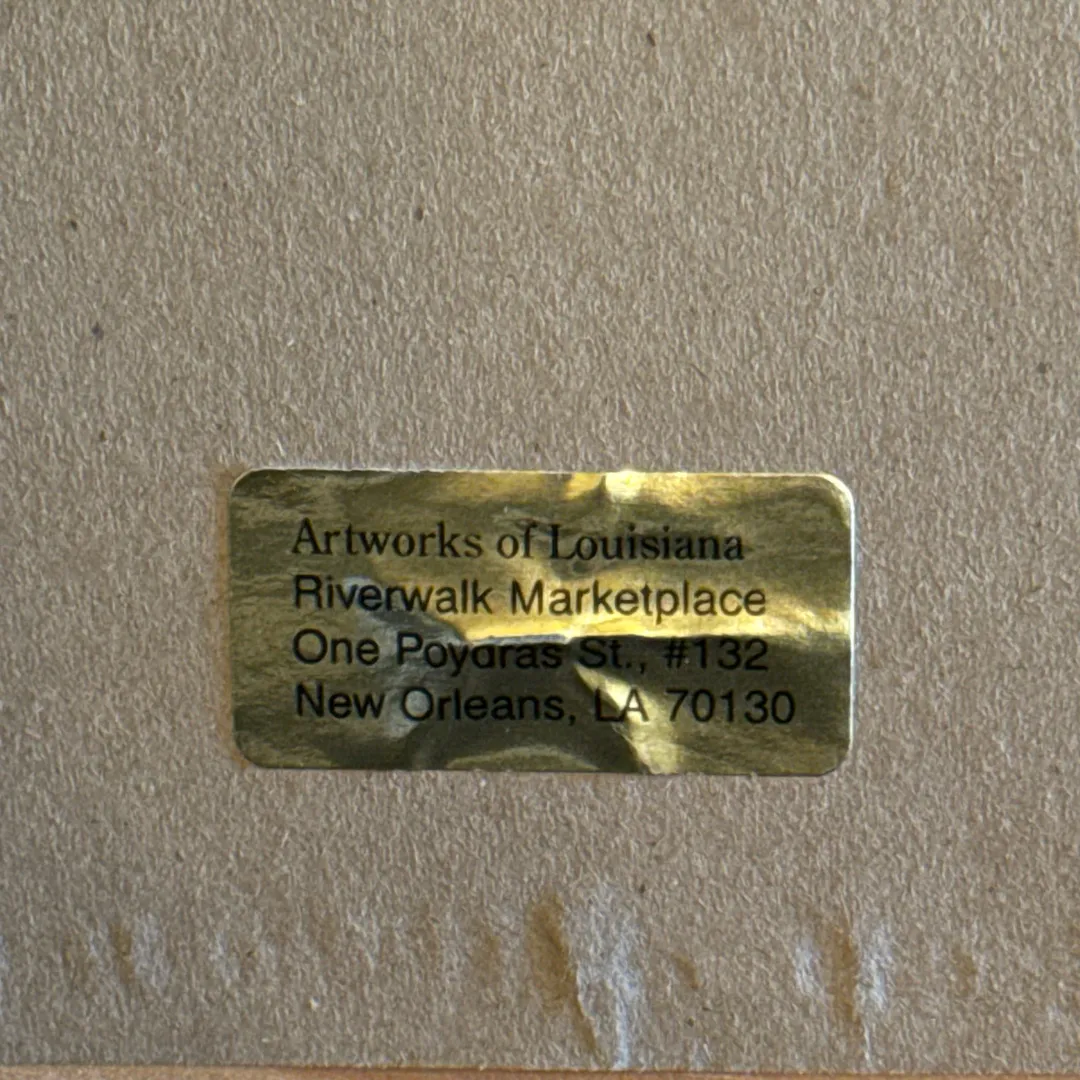 Artworks of Louisiana
Riverwalk Marketplace
One Poydras St., #132
New Orleans, LA 70130